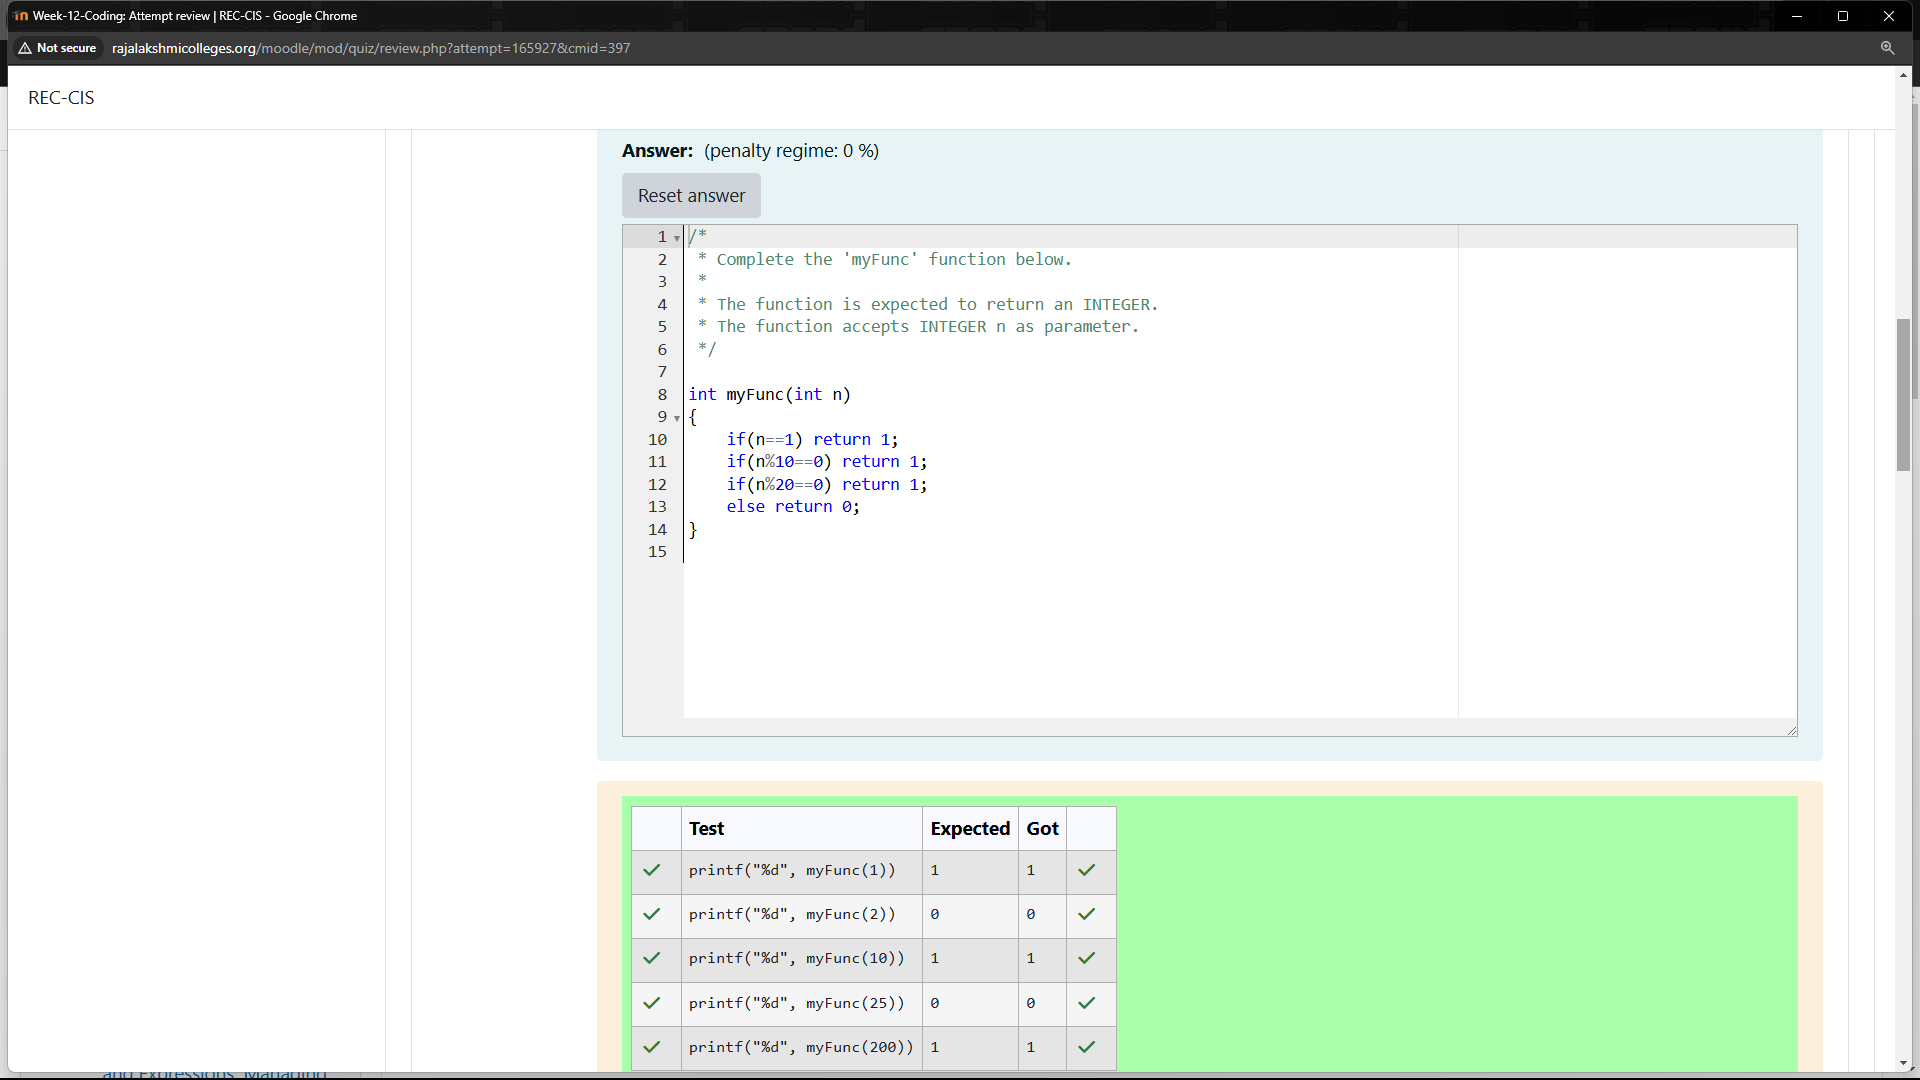 Week-12-Coding: Attempt review | REC-CIS - Google Chrome
Not secure rajalakshmicolleges.org/moodle/mod/quiz/review.php?attempt=165927&cmid=397
REC-CIS
Answer: (penalty regime: 0 %)
Reset answer
1 /*
2  * Complete the 'myFunc' function below.
3  *
4  * The function is expected to return an INTEGER.
5  * The function accepts INTEGER n as parameter.
6  */
7
8 int myFunc(int n)
9 {
10     if(n==1) return 1;
11     if(n%10==0) return 1;
12     if(n%20==0) return 1;
13     else return 0;
14 }
15
Test Expected Got
printf("%d", myFunc(1)) 1 1
printf("%d", myFunc(2)) 0 0
printf("%d", myFunc(10)) 1 1
printf("%d", myFunc(25)) 0 0
printf("%d", myFunc(200)) 1 1
and Expressions, Managing